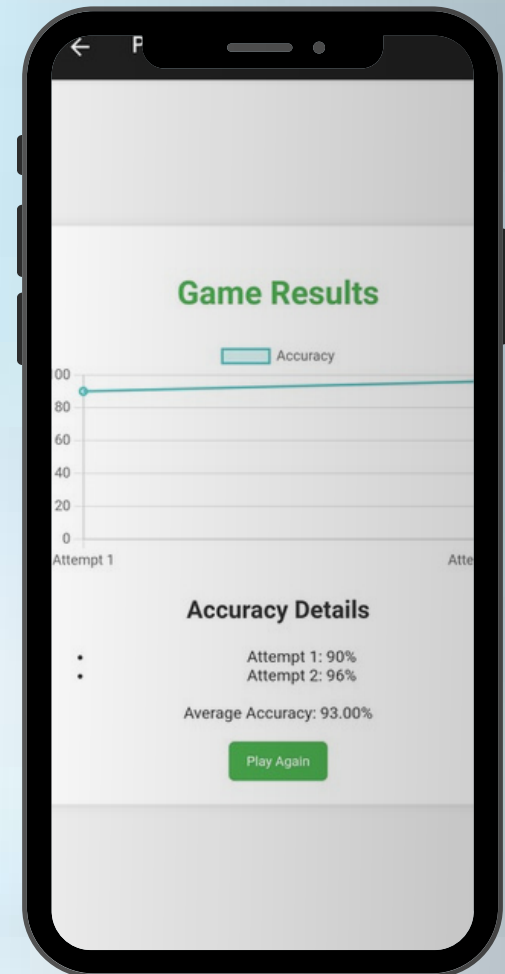 P
Game Results
Accuracy
00
80
60
40
20
0
Attempt 1
Atte
Accuracy Details
• Attempt 1: 90%
• Attempt 2: 96%
Average Accuracy: 93.00%
Play Again